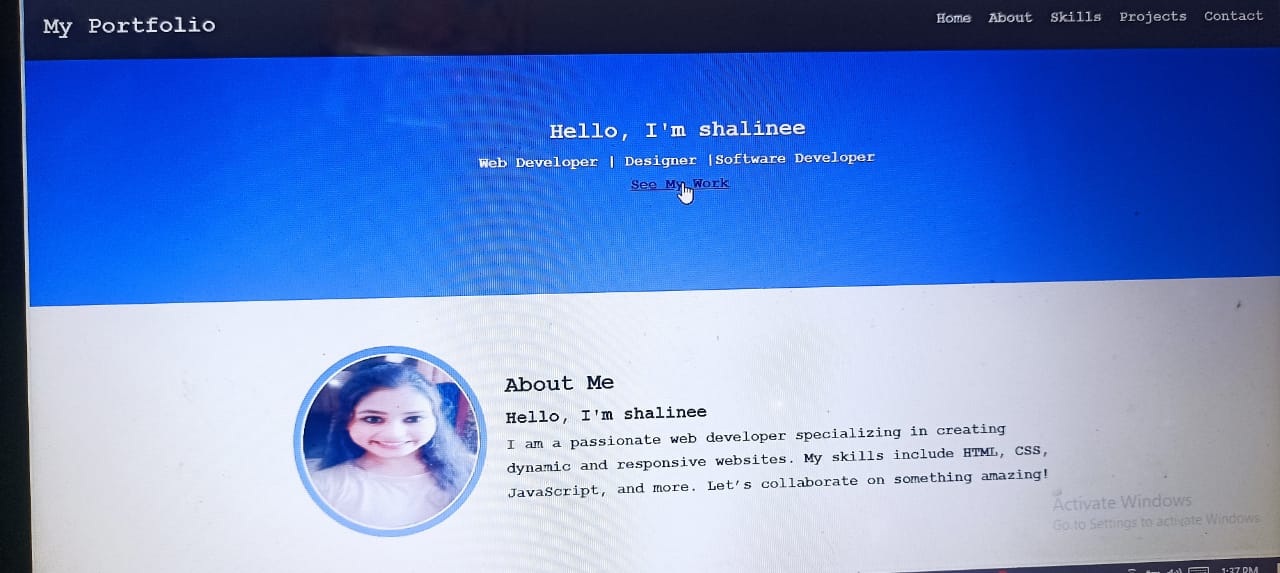 My Portfolio
Home About Skills Projects Contact
Hello, I'm shalinee
Web Developer | Designer |Software Developer
See My Work
About Me
Hello, I'm shalinee
I am a passionate web developer specializing in creating
dynamic and responsive websites. My skills include HTML, CSS,
JavaScript, and more. Let’s collaborate on something amazing!
Activate Windows
Go to Settings to activate Windows.
1:37 PM